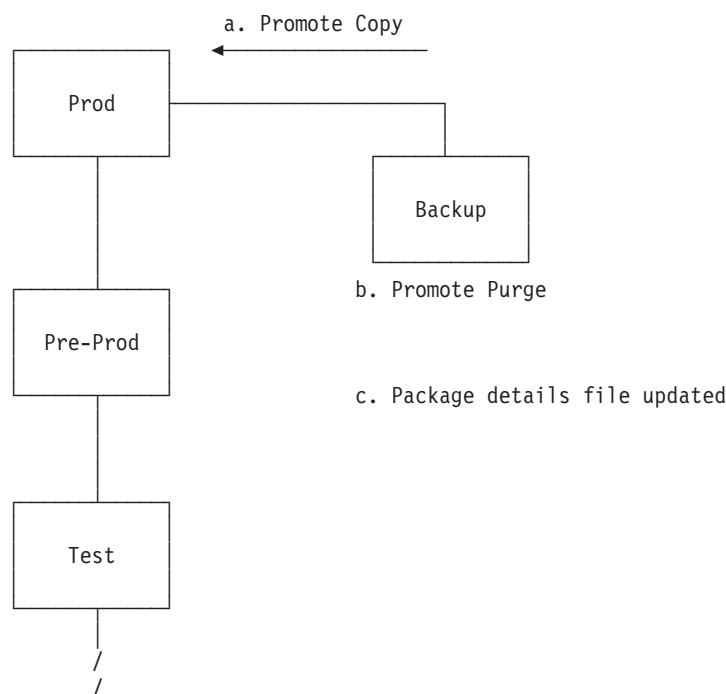 a. Promote Copy
Prod
Backup
b. Promote Purge
Pre-Prod
c. Package details file updated
Test
/
/